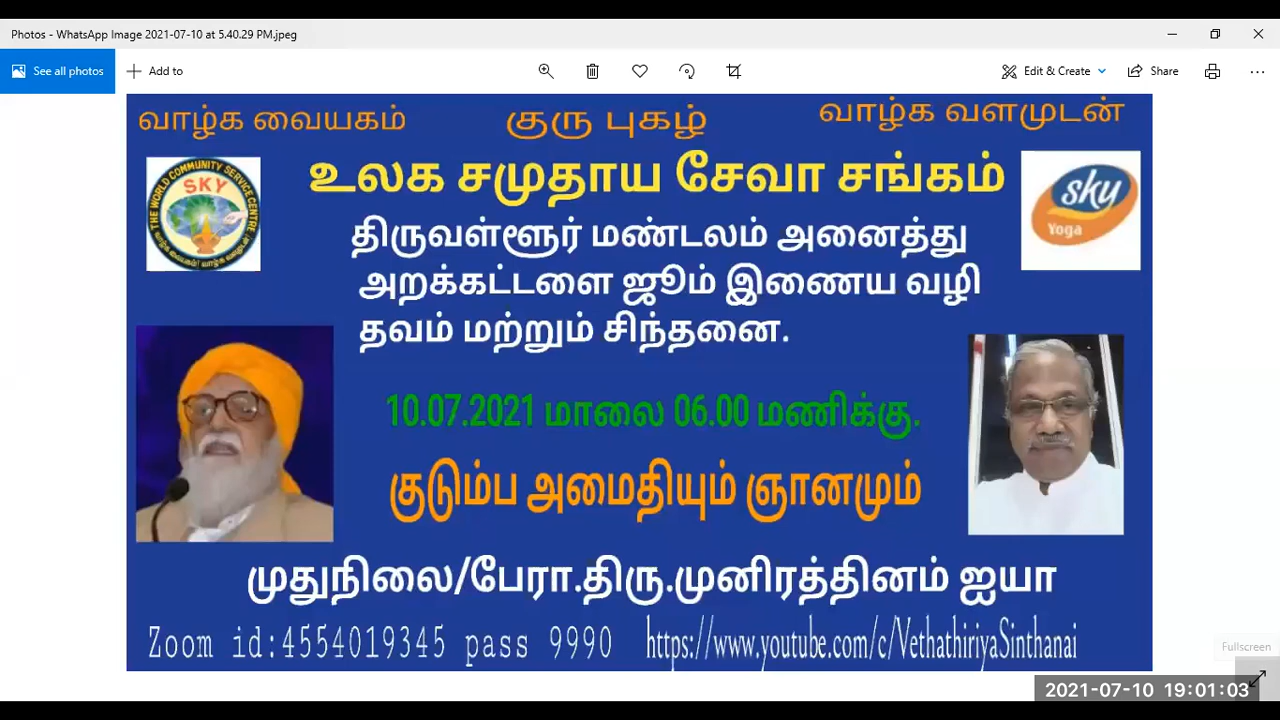 Photos - WhatsApp Image 2021-07-10 at 5.40.29 PM.jpeg
See all photos
Add to
Edit & Create
Share
வாழ்க வையகம்
குரு புகழ்
வாழ்க வளமுடன்
உலக சமுதாய சேவா சங்கம்
THE WORLD COMMUNITY SERVICE CENTRE
SKY
வாழ்க வையகம்! வாழ்க வளமுடன்
sky
Yoga
திருவள்ளூர் மண்டலம் அனைத்து
அறக்கட்டளை ஜூம் இணைய வழி
தவம் மற்றும் சிந்தனை.
10.07.2021 மாலை 06.00 மணிக்கு.
குடும்ப அமைதியும் ஞானமும்
முதுநிலை/பேரா.திரு.முனிரத்தினம் ஐயா
Zoom id:4554019345 pass 9990
https://www.youtube.com/c/VethathiriyaSinthanai
Fullscreen
2021-07-10 19:01:03